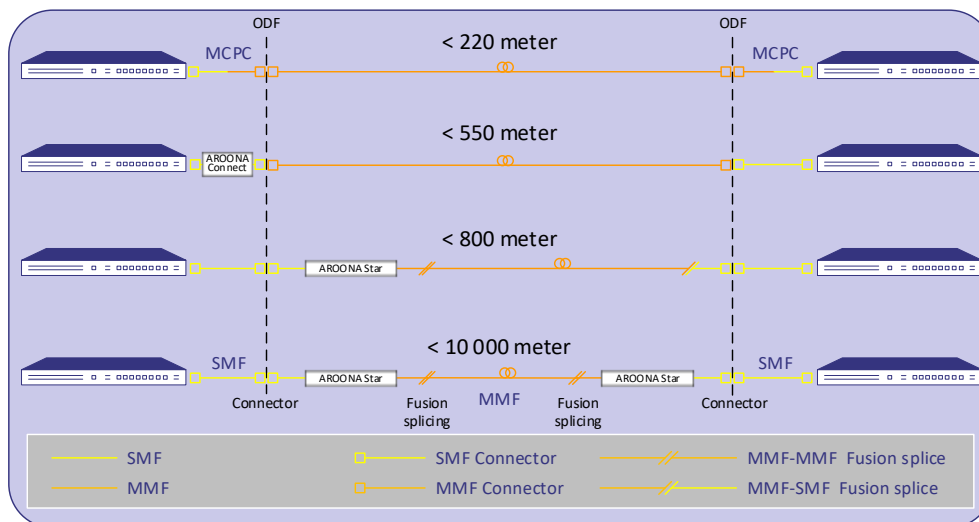 ODF
ODF
< 220 meter
MCPC
MCPC
< 550 meter
AROONA
Connect
< 800 meter
AROONA Star
< 10 000 meter
SMF
SMF
AROONA Star
AROONA Star
MMF
Connector
Fusion
splicing
Fusion
splicing
Connector
SMF
SMF Connector
MMF-MMF Fusion splice
MMF
MMF Connector
MMF-SMF Fusion splice